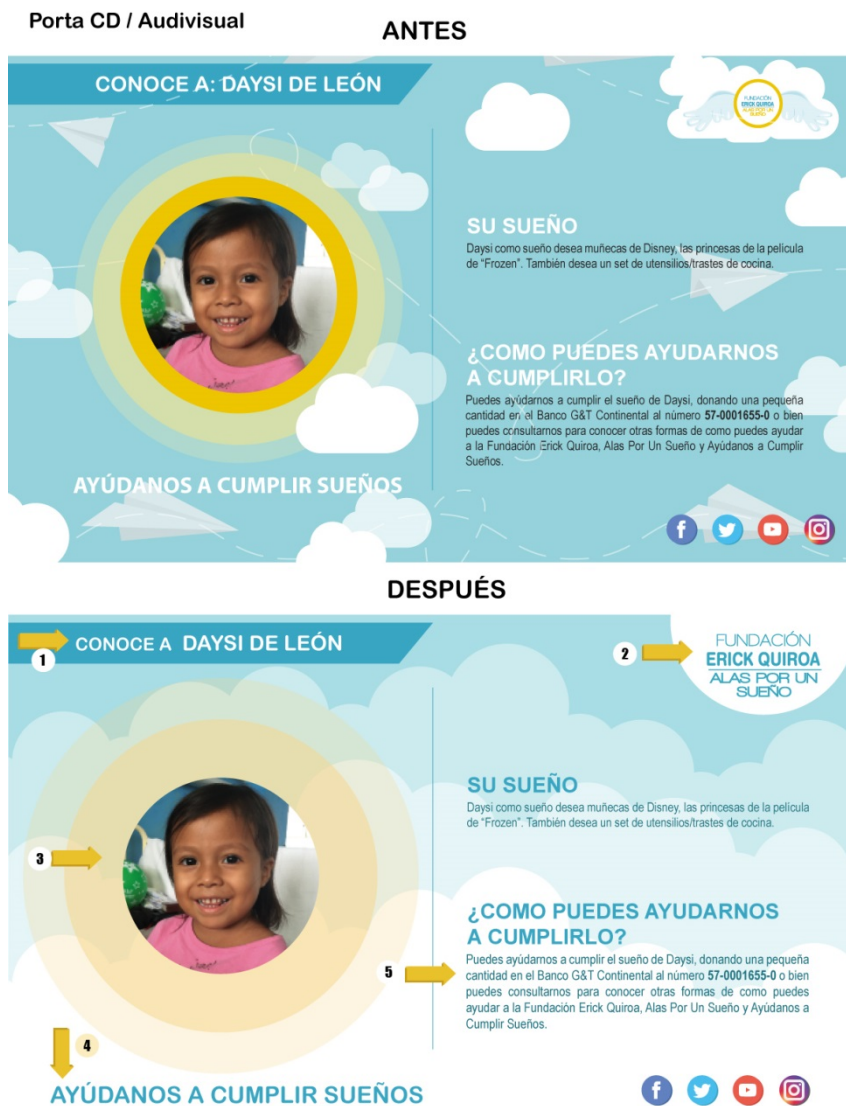 Porta CD / Audivisual
ANTES
CONOCE A: DAYSI DE LEÓN
FUNDACIÓN
ERICK QUIROA
ALAS POR UN
SUEÑO
SU SUEÑO
Daysi como sueño desea muñecas de Disney, las princesas de la película
de “Frozen”. También desea un set de utensilios/trastes de cocina.
¿COMO PUEDES AYUDARNOS
A CUMPLIRLO?
Puedes ayúdarnos a cumplir el sueño de Daysi, donando una pequeña
cantidad en el Banco G&T Continental al número 57-0001655-0 o bien
puedes consultarnos para conocer otras formas de como puedes ayudar
a la Fundación Erick Quiroa, Alas Por Un Sueño y Ayúdanos a Cumplir
Sueños.
AYÚDANOS A CUMPLIR SUEÑOS
DESPUÉS
1
CONOCE A DAYSI DE LEÓN
2
FUNDACIÓN
ERICK QUIROA
ALAS POR UN
SUEÑO
SU SUEÑO
Daysi como sueño desea muñecas de Disney, las princesas de la película
de “Frozen”. También desea un set de utensilios/trastes de cocina.
3
¿COMO PUEDES AYUDARNOS
A CUMPLIRLO?
5
Puedes ayúdarnos a cumplir el sueño de Daysi, donando una pequeña
cantidad en el Banco G&T Continental al número 57-0001655-0 o bien
puedes consultarnos para conocer otras formas de como puedes
ayudar a la Fundación Erick Quiroa, Alas Por Un Sueño y Ayúdanos a
Cumplir Sueños.
4
AYÚDANOS A CUMPLIR SUEÑOS